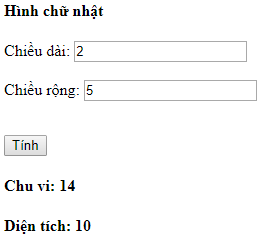 Hình chữ nhật
Chiều dài: 2
Chiều rộng: 5
Tính
Chu vi: 14
Diện tích: 10